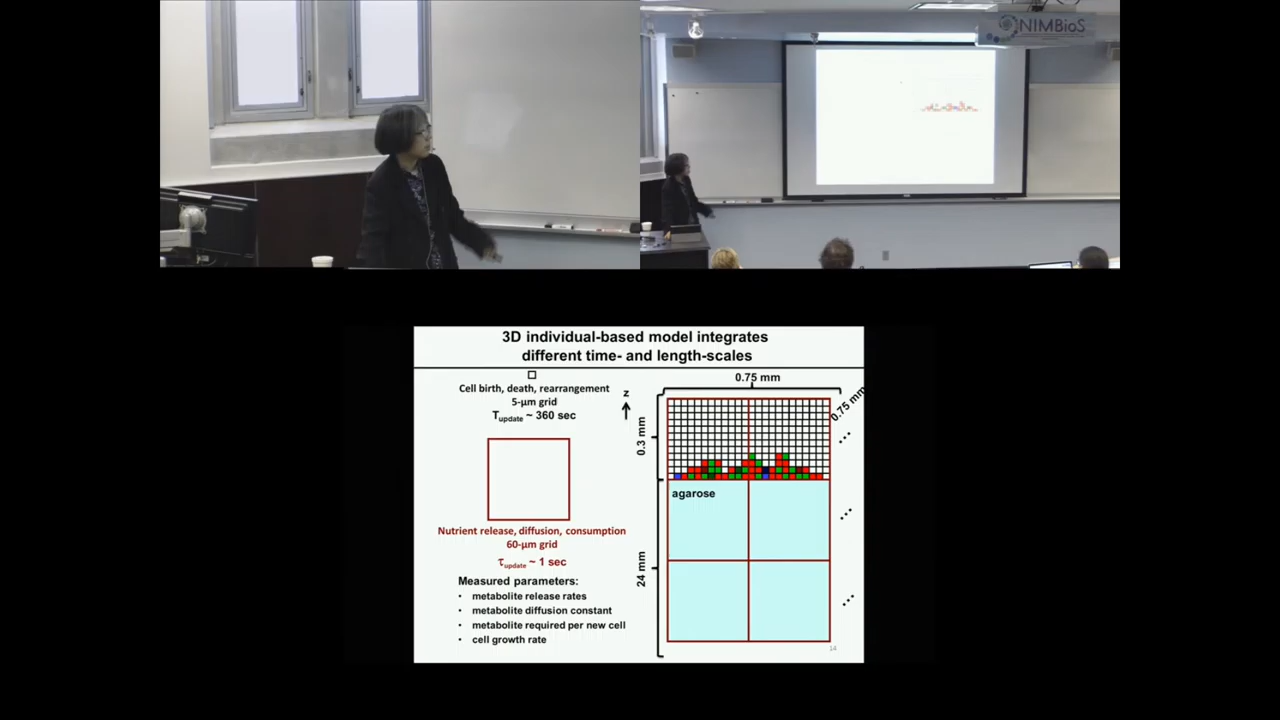 NIMBioS
3D individual-based model integrates
different time- and length-scales
Cell birth, death, rearrangement
5-μm grid
Tupdate ~ 360 sec
Nutrient release, diffusion, consumption
60-μm grid
τupdate ~ 1 sec
Measured parameters:
• metabolite release rates
• metabolite diffusion constant
• metabolite required per new cell
• cell growth rate
z
0.75 mm
0.75 mm
0.3 mm
agarose
24 mm
14